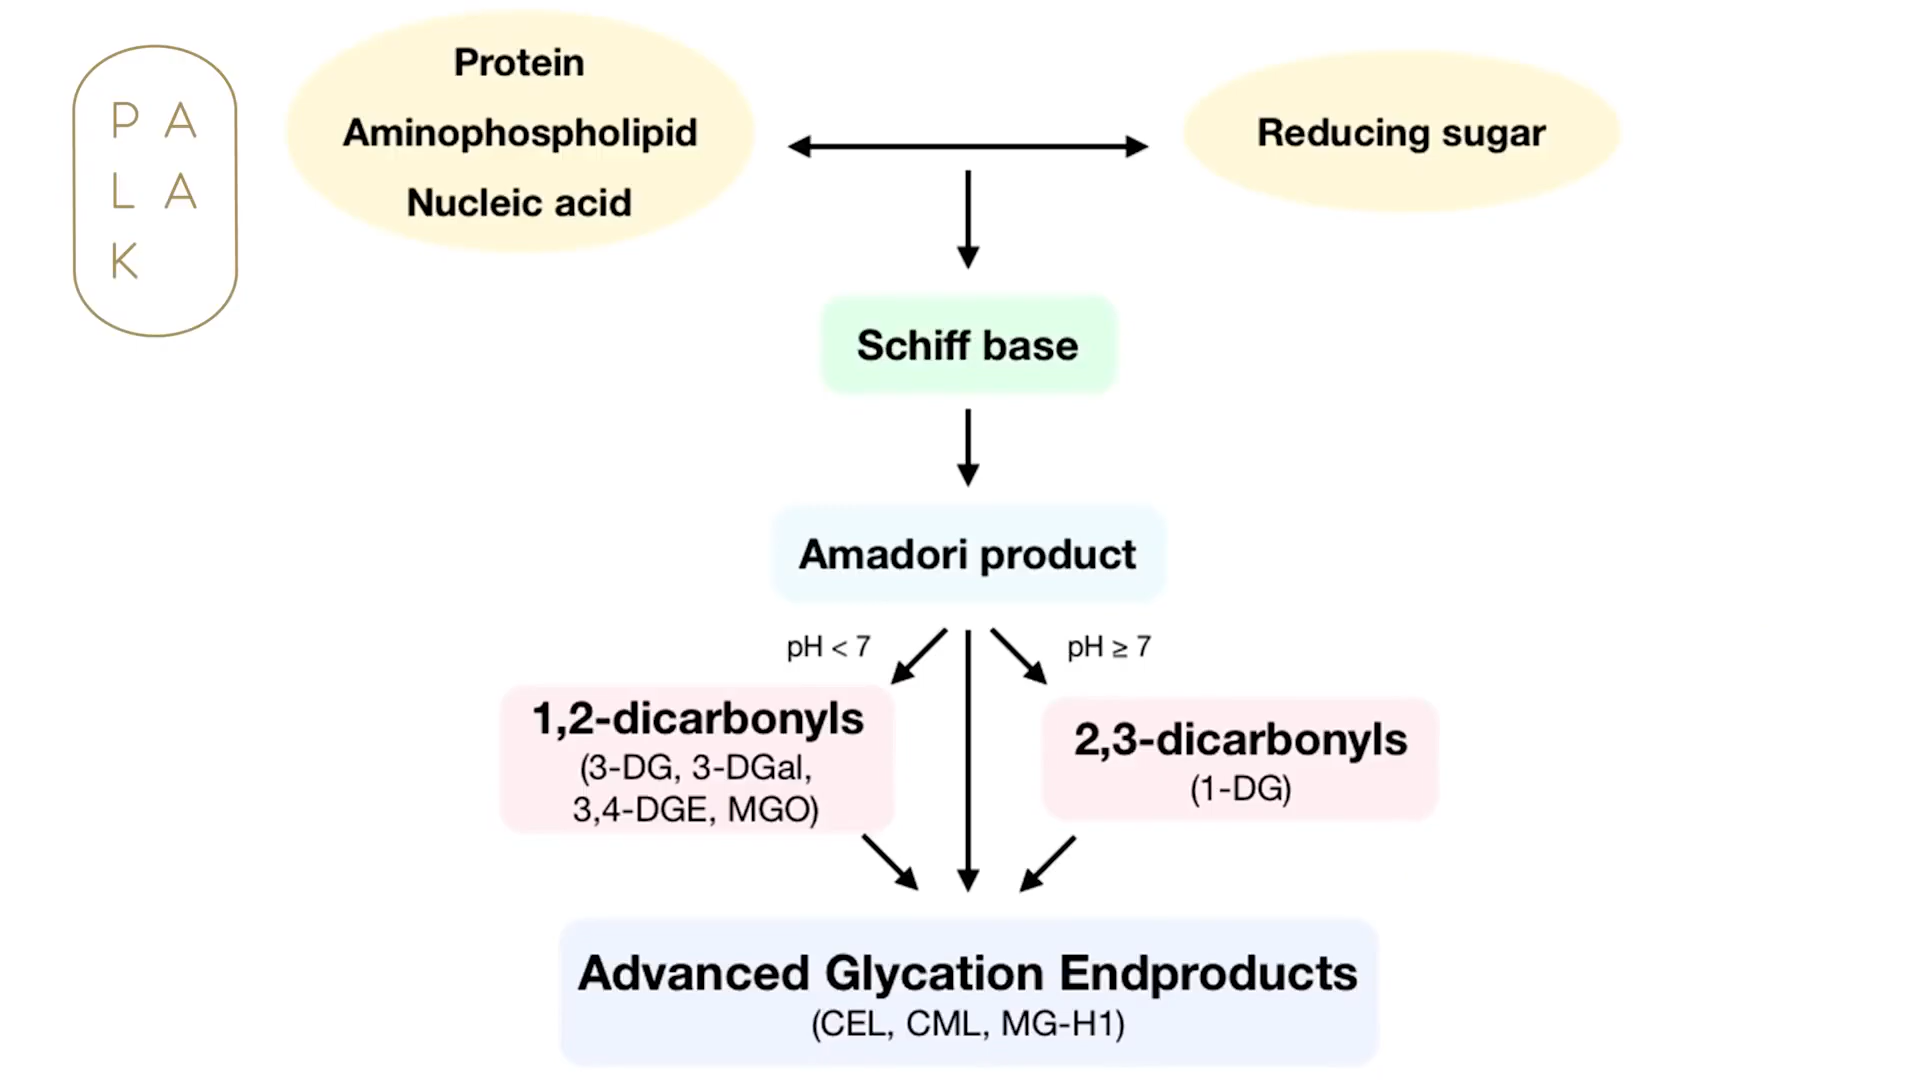 P A
L A
K
Protein
Aminophospholipid
Nucleic acid
Reducing sugar
Schiff base
Amadori product
pH < 7
pH ≥ 7
1,2-dicarbonyls
(3-DG, 3-DGal,
3,4-DGE, MGO)
2,3-dicarbonyls
(1-DG)
Advanced Glycation Endproducts
(CEL, CML, MG-H1)